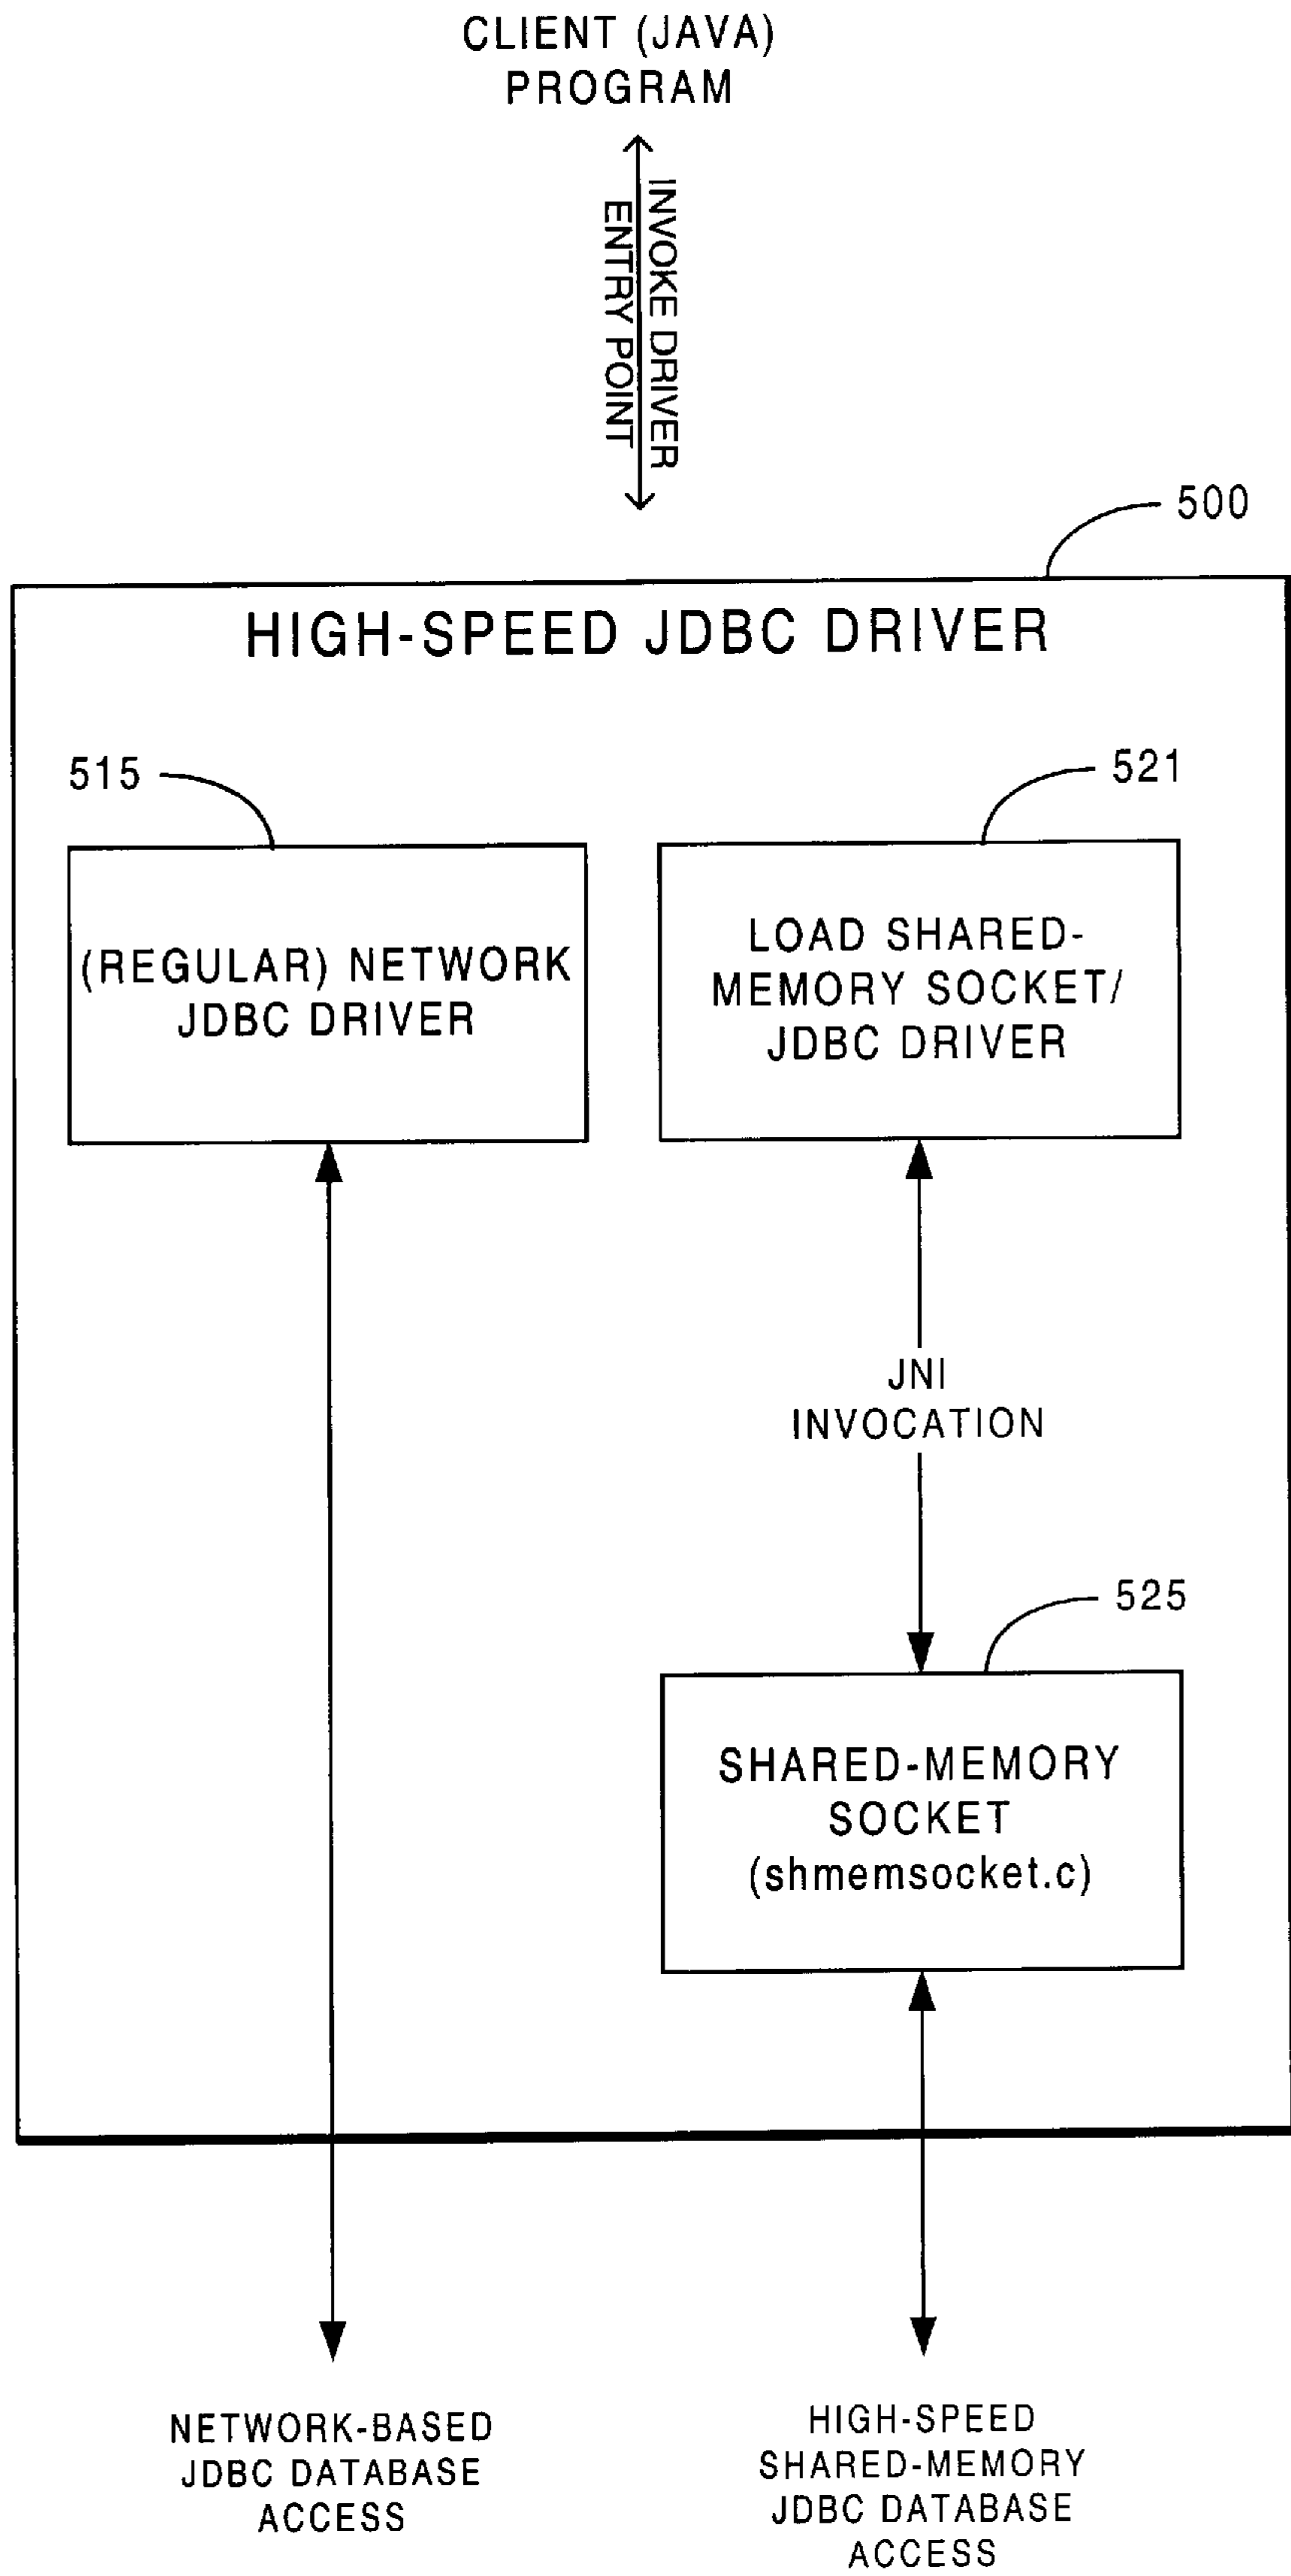 CLIENT (JAVA)
PROGRAM
INVOKE DRIVER
ENTRY POINT
500
HIGH-SPEED JDBC DRIVER
515
521
(REGULAR) NETWORK
JDBC DRIVER
LOAD SHARED-
MEMORY SOCKET/
JDBC DRIVER
JNI
INVOCATION
525
SHARED-MEMORY
SOCKET
(shmemsocket.c)
NETWORK-BASED
JDBC DATABASE
ACCESS
HIGH-SPEED
SHARED-MEMORY
JDBC DATABASE
ACCESS